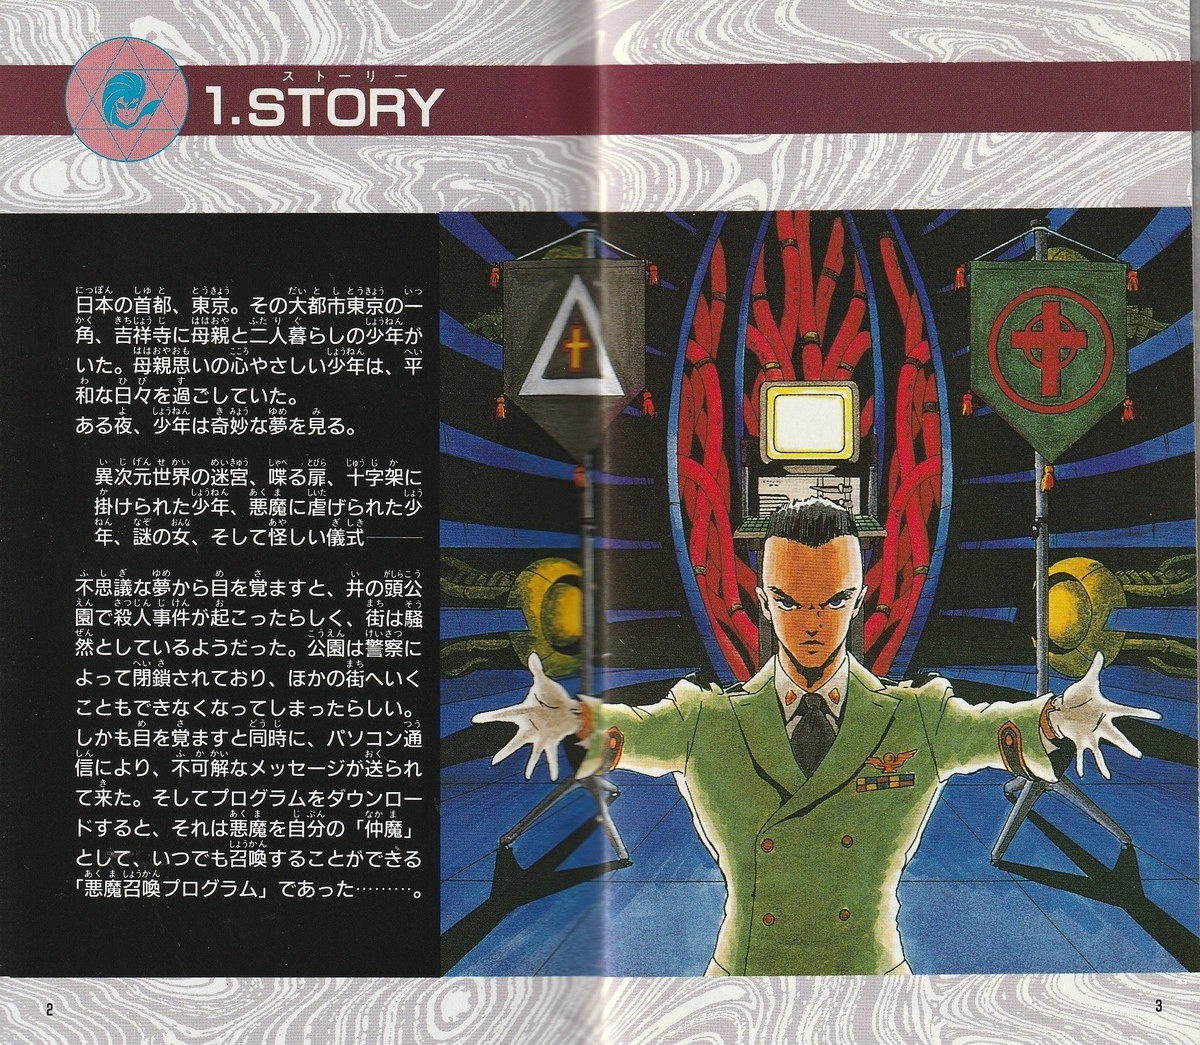 ストーリー
1.STORY
日本の首都、東京。その大都市東京の一
角、吉祥寺に母親と二人暮らしの少年が
いた。母親思いの心やさしい少年は、平
和な日々を過ごしていた。
ある夜、少年は奇妙な夢を見る。
異次元世界の迷宮、喋る扉、十字架に
掛けられた少年、悪魔に虐げられた少
年、謎の女、そして怪しい儀式──
不思議な夢から目を覚ますと、井の頭公
園で殺人事件が起こったらしく、街は騒
然としているようだった。公園は警察に
よって閉鎖されており、ほかの街へいく
こともできなくなってしまったらしい。
しかも目を覚ますと同時に、パソコン通
信により、不可解なメッセージが送られ
て来た。そしてプログラムをダウンロー
ドすると、それは悪魔を自分の「仲魔」
として、いつでも召喚することができる
「悪魔召喚プログラム」であった………。
2
3